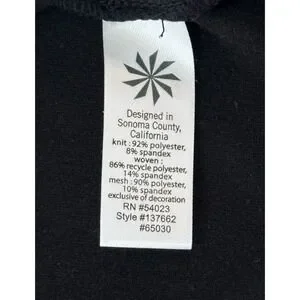 Designed in
Sonoma County,
California
knit : 92% polyester,
8% spandex
woven :
86% recycle polyester,
14% spandex
mesh : 90% polyester,
10% spandex
exclusive of decoration
RN #54023
Style #137662
#65030